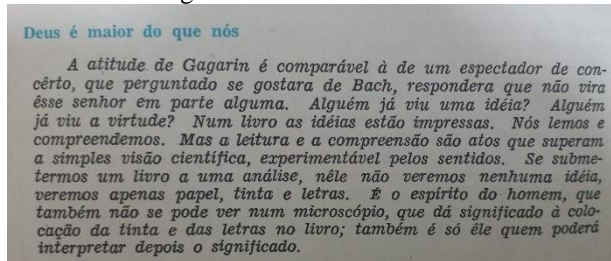 Deus é maior do que nós
A atitude de Gagarin é comparável à de um espectador de con-
cêrto, que perguntado se gostara de Bach, respondera que não vira
êsse senhor em parte alguma. Alguém já viu uma idéia? Alguém
já viu a virtude? Num livro as idéias estão impressas. Nós lemos e
compreendemos. Mas a leitura e a compreensão são atos que superam
a simples visão científica, experimentável pelos sentidos. Se subme-
termos um livro a uma análise, nêle não veremos nenhuma idéia,
veremos apenas papel, tinta e letras. É o espírito do homem, que
também não se pode ver num microscópio, que dá significado à colo-
cação da tinta e das letras no livro; também é só êle quem poderá
interpretar depois o significado.